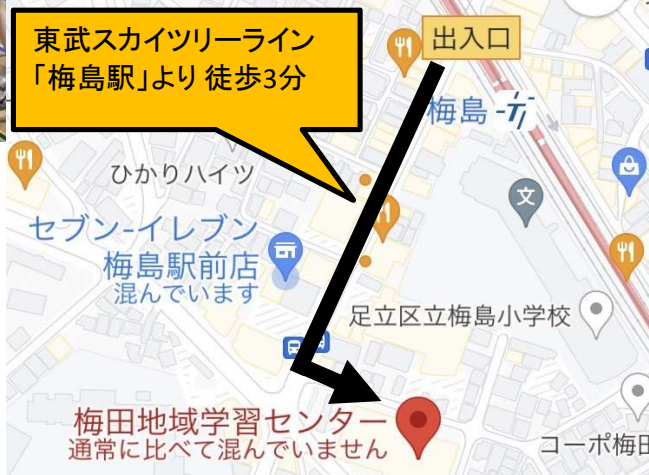 東武スカイツリーライン
「梅島駅」より 徒歩3分
出入口
梅島
ひかりハイツ
文
セブン-イレブン
梅島駅前店
混んでいます
足立区立梅島小学校
梅田地域学習センター
通常に比べて混んでいません
コーポ梅田